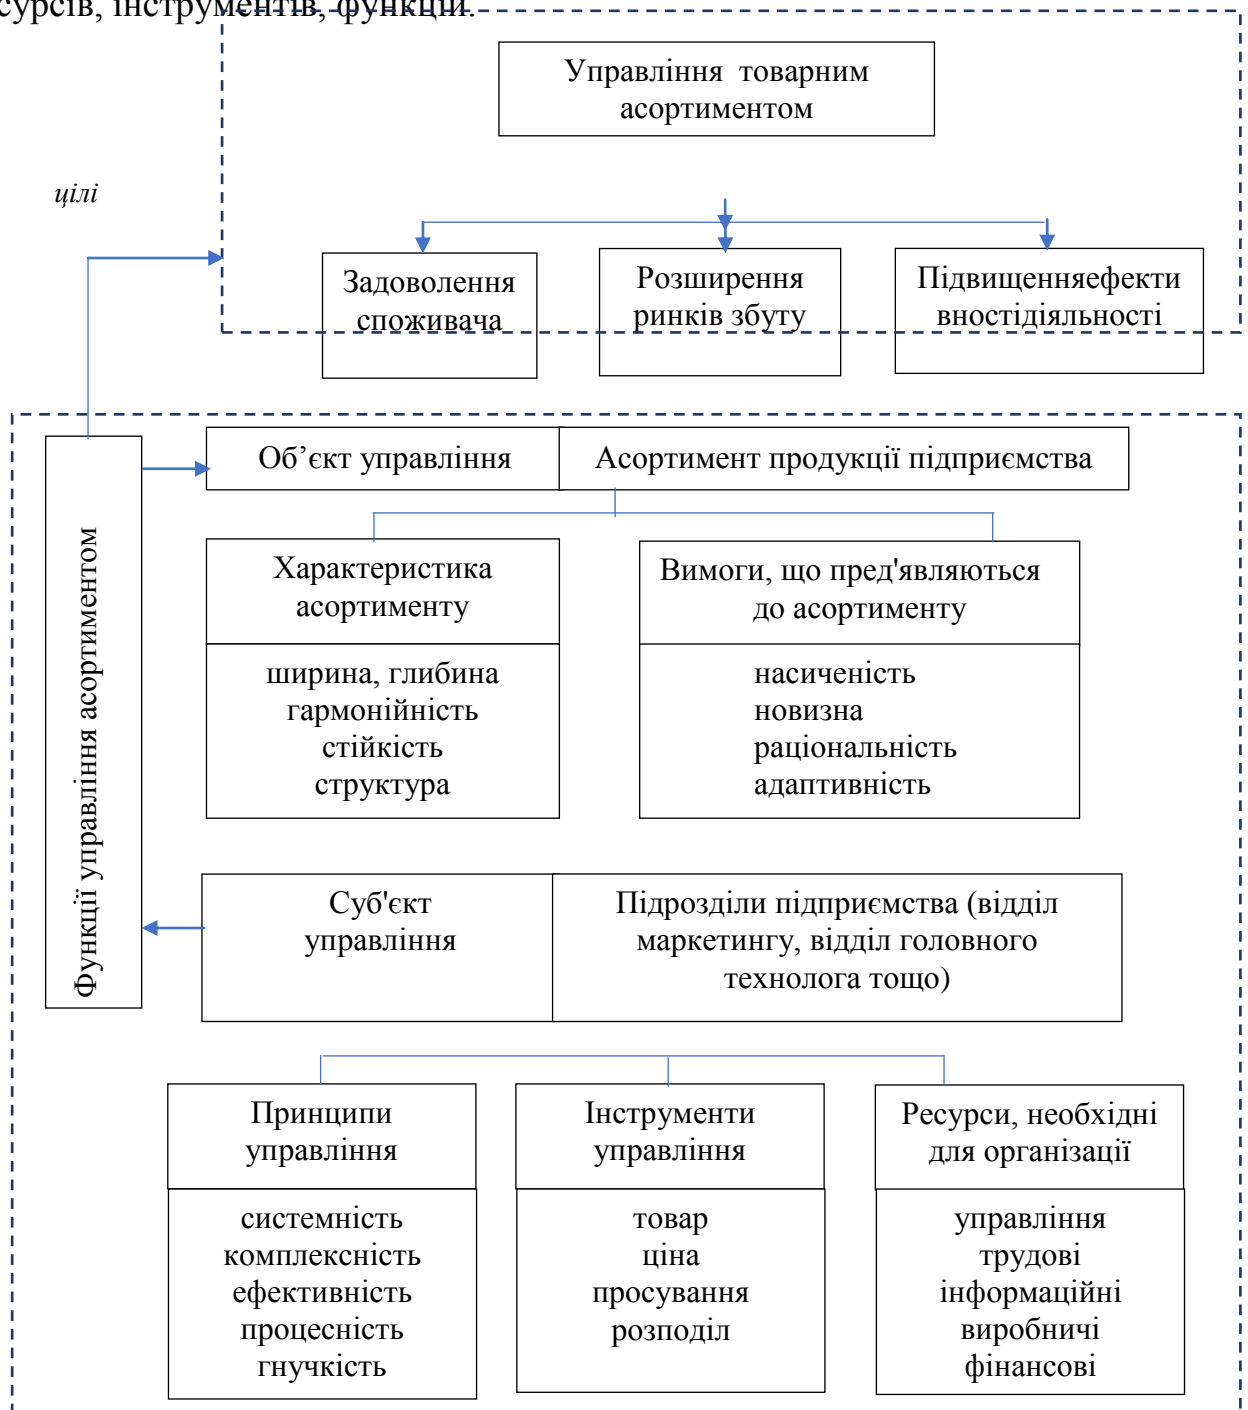 сурсів, інструментів, функцій.
Управління товарним
асортиментом
цілі
Задоволення
споживача
Розширення
ринків збуту
Підвищенняефекти
вностідіяльності
Функції управління асортиментом
Об’єкт управління
Асортимент продукції підприємства
Характеристика
асортименту
ширина, глибина
гармонійність
стійкість
структура
Вимоги, що пред'являються
до асортименту
насиченість
новизна
раціональність
адаптивність
Суб'єкт
управління
Підрозділи підприємства (відділ
маркетингу, відділ головного
технолога тощо)
Принципи
управління
системність
комплексність
ефективність
процесність
гнучкість
Інструменти
управління
товар
ціна
просування
розподіл
Ресурси, необхідні
для організації
управління
трудові
інформаційні
виробничі
фінансові